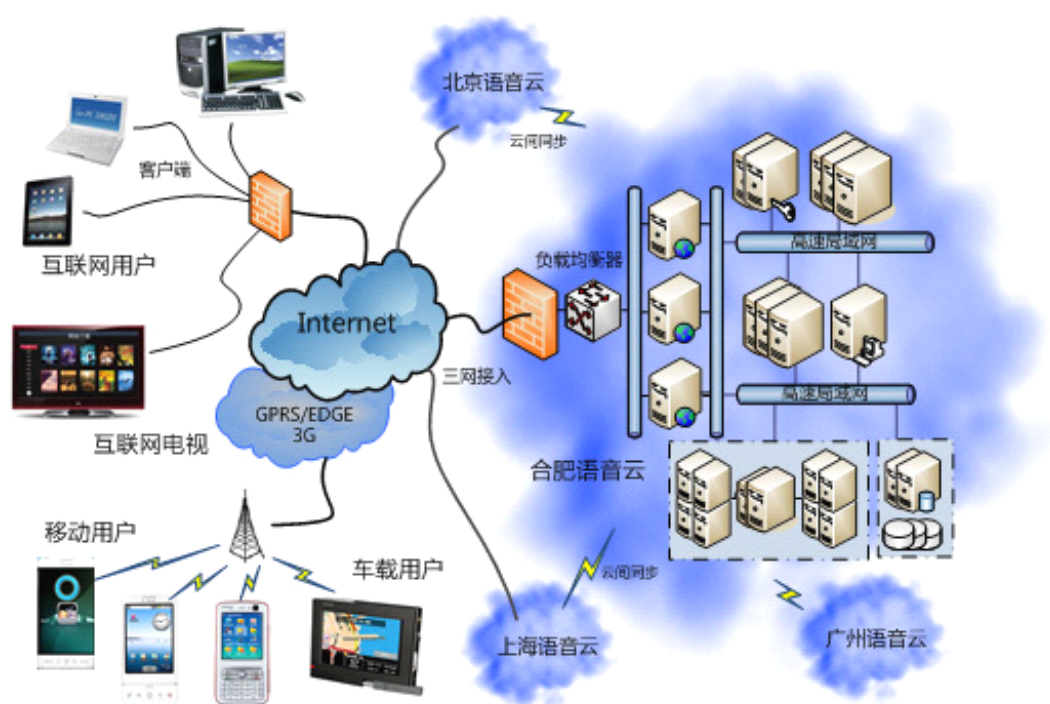 北京语音云
云间同步
客户端
互联网用户
高速局域网
负载均衡器
Internet
三网接入
高速局域网
GPRS/EDGE
3G
互联网电视
合肥语音云
移动用户
车载用户
云间同步
上海语音云
广州语音云